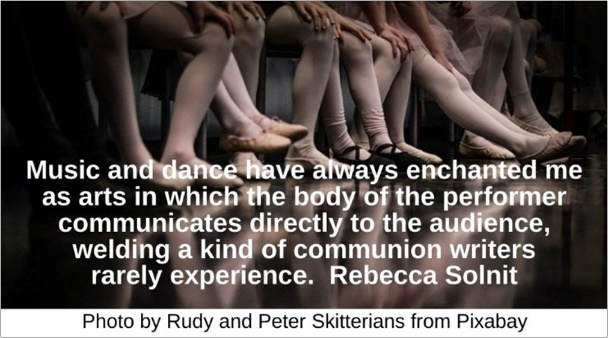 Music and dance have always enchanted me
as arts in which the body of the performer
communicates directly to the audience,
welding a kind of communion writers
rarely experience.  Rebecca Solnit
Photo by Rudy and Peter Skitterians from Pixabay